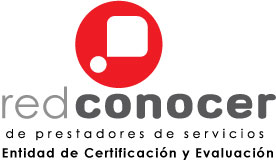 redconocer
de prestadores de servicios
Entidad de Certificación y Evaluación